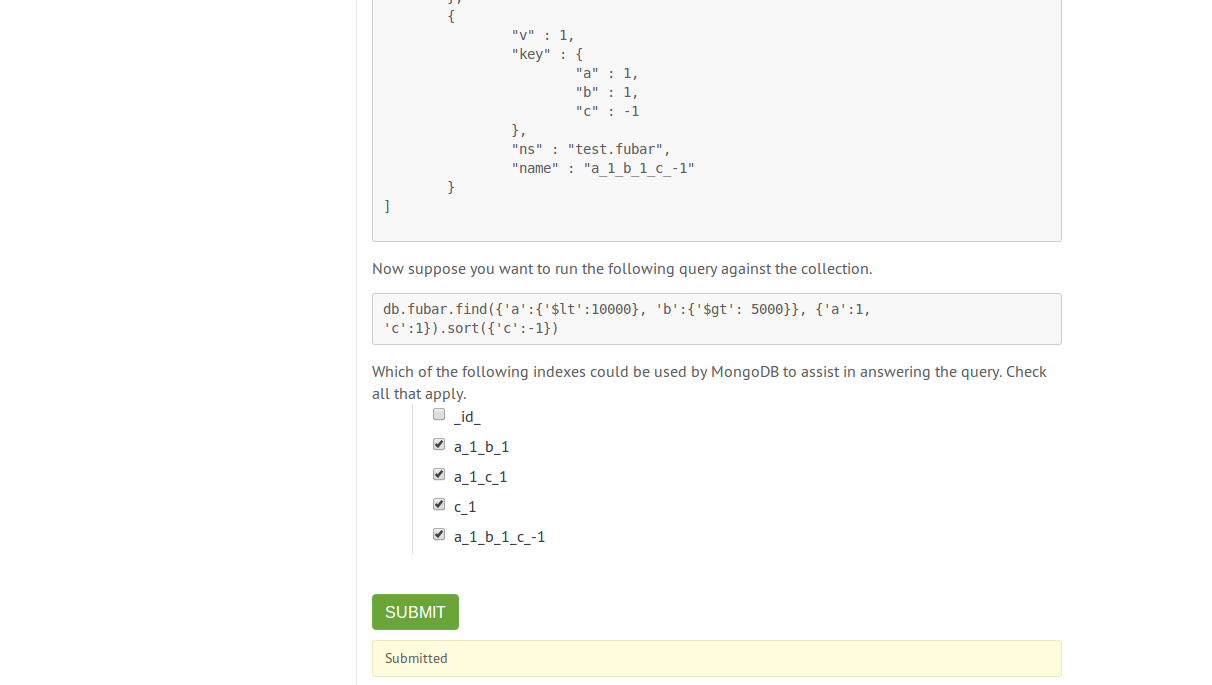 },
{
"v" : 1,
"key" : {
"a" : 1,
"b" : 1,
"c" : -1
},
"ns" : "test.fubar",
"name" : "a_1_b_1_c_-1"
}
]
Now suppose you want to run the following query against the collection.
db.fubar.find({'a':{'$lt':10000}, 'b':{'$gt': 5000}}, {'a':1,
'c':1}).sort({'c':-1})
Which of the following indexes could be used by MongoDB to assist in answering the query. Check
all that apply.
_id_
a_1_b_1
a_1_c_1
c_1
a_1_b_1_c_-1
SUBMIT
Submitted